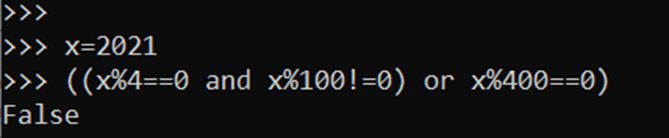 >>>
>>> x=2021
>>> ((x%4==0 and x%100!=0) or x%400==0)
False